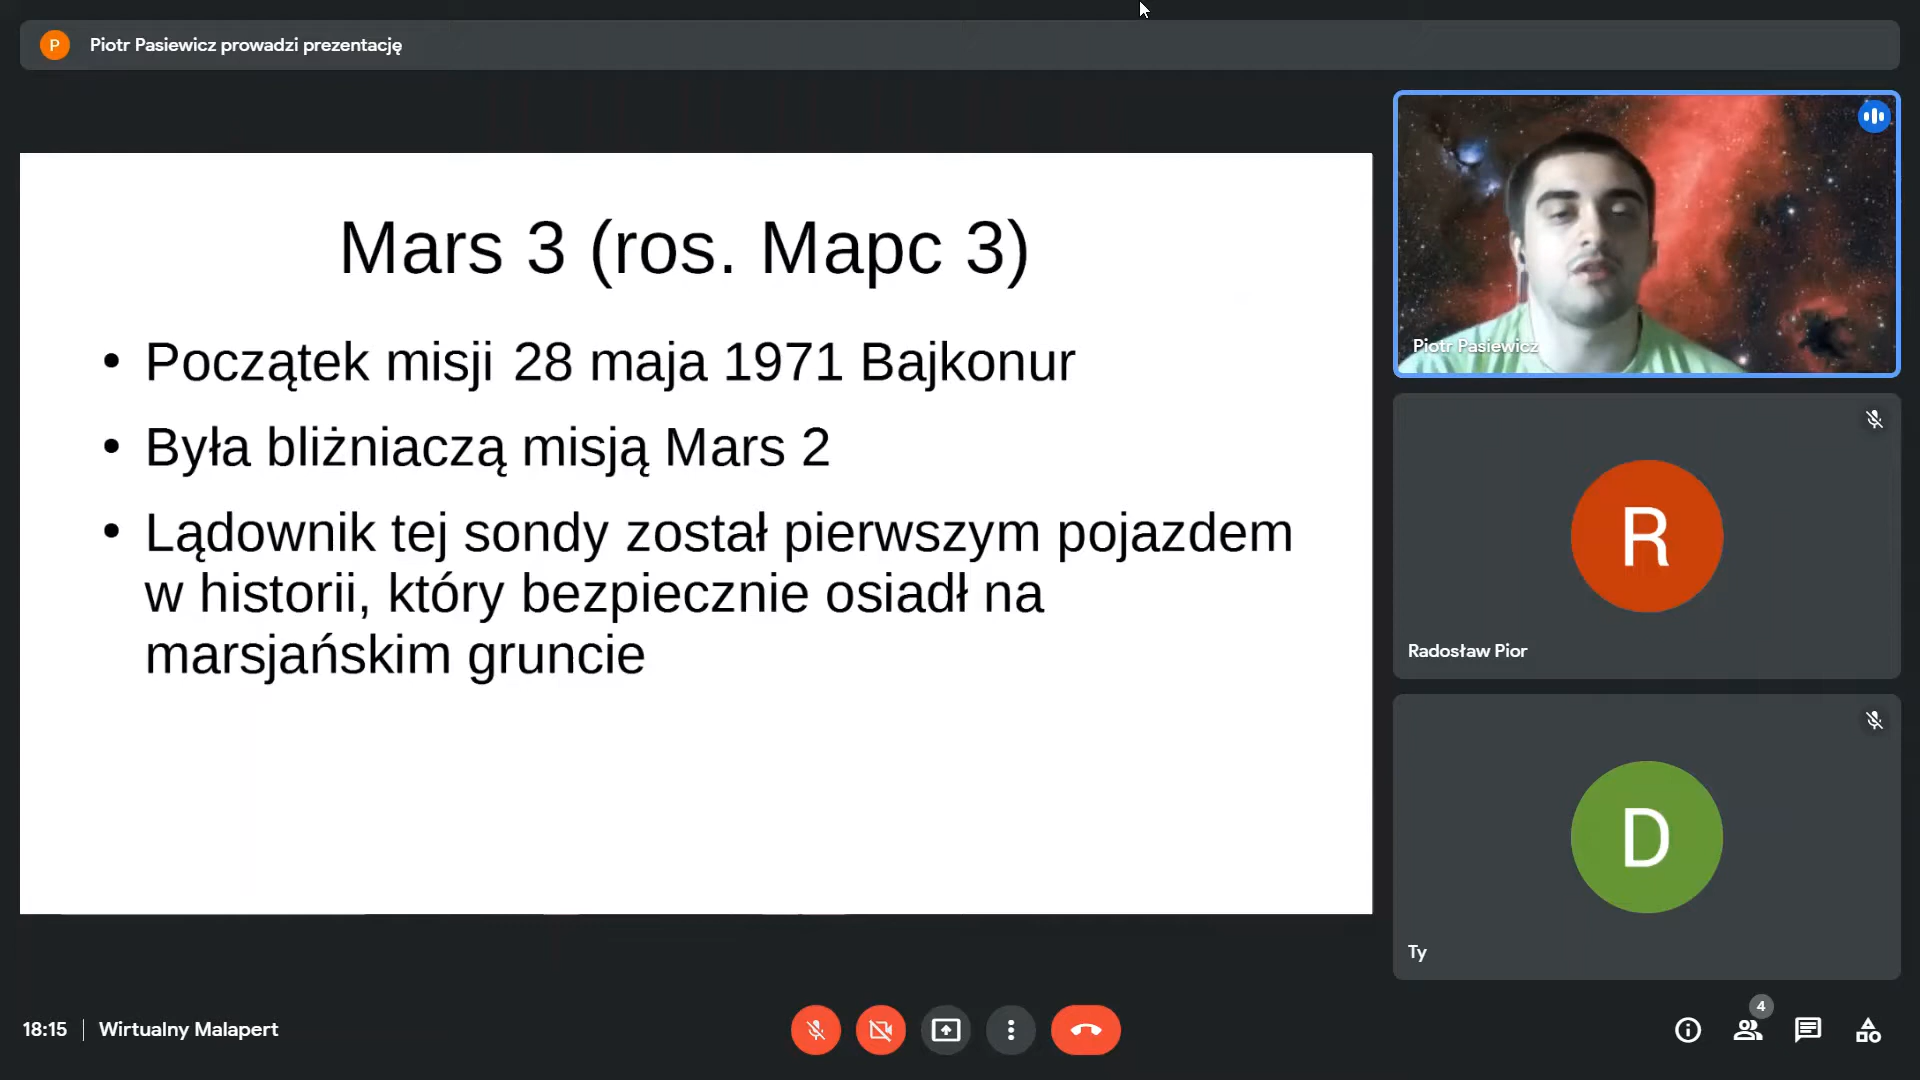 P
Piotr Pasiewicz prowadzi prezentację
Mars 3 (ros. Марс 3)
• Początek misji 28 maja 1971 Bajkonur
• Była bliżniaczą misją Mars 2
• Lądownik tej sondy został pierwszym pojazdem
w historii, który bezpiecznie osiadł na
marsjańskim gruncie
Piotr Pasiewicz
R
Radosław Pior
D
Ty
18:15 | Wirtualny Malapert
4